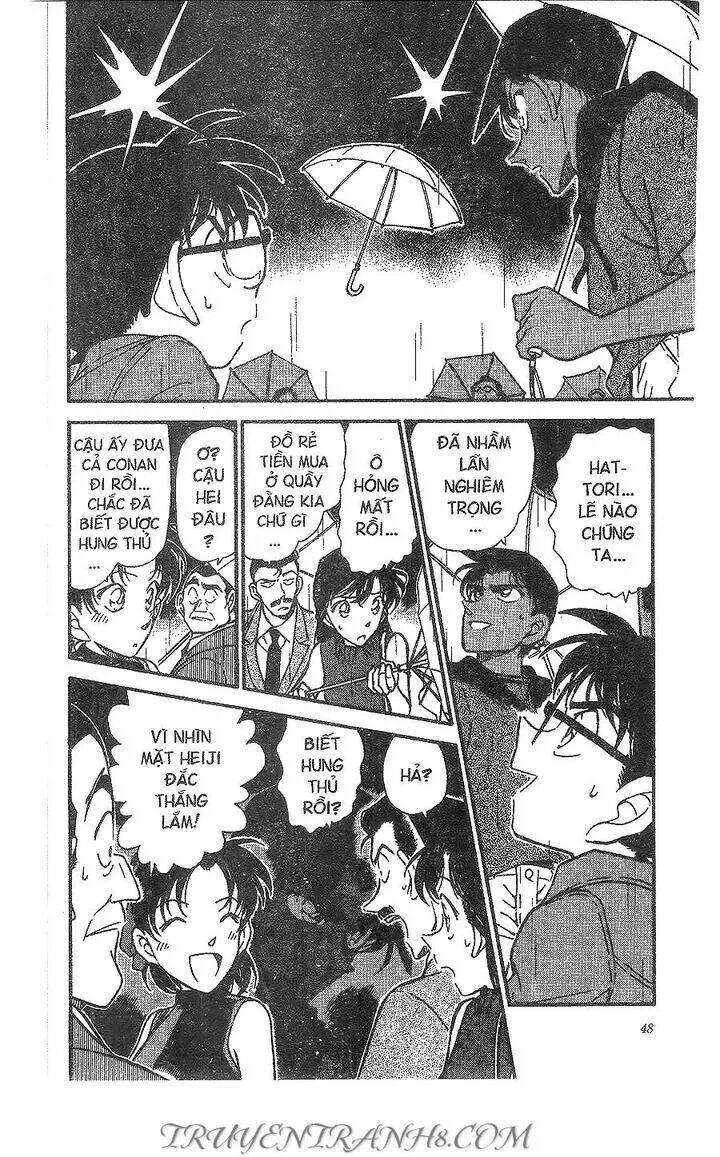 HAT-
TORI...
LẼ NÀO
CHÚNG
TA...
ĐÃ NHẦM
LẪN
NGHIÊM
TRỌNG
...
Ô
HỎNG
MẤT
RỒI...
ĐỒ RẺ
TIỀN MUA
Ở QUẦY
ĐẰNG KIA
CHỨ GÌ
...
Ơ?
CẬU
HEI
ĐÂU
?
CẬU ẤY ĐƯA
CẢ CONAN
ĐI RỒI...
CHẮC ĐÃ
BIẾT ĐƯỢC
HUNG THỦ
...
HẢ?
BIẾT
HUNG
THỦ
RỒI?
VÌ NHÌN
MẶT HEIJI
ĐẮC
THẮNG
LẮM!
48
TRUYENTRANH8.COM